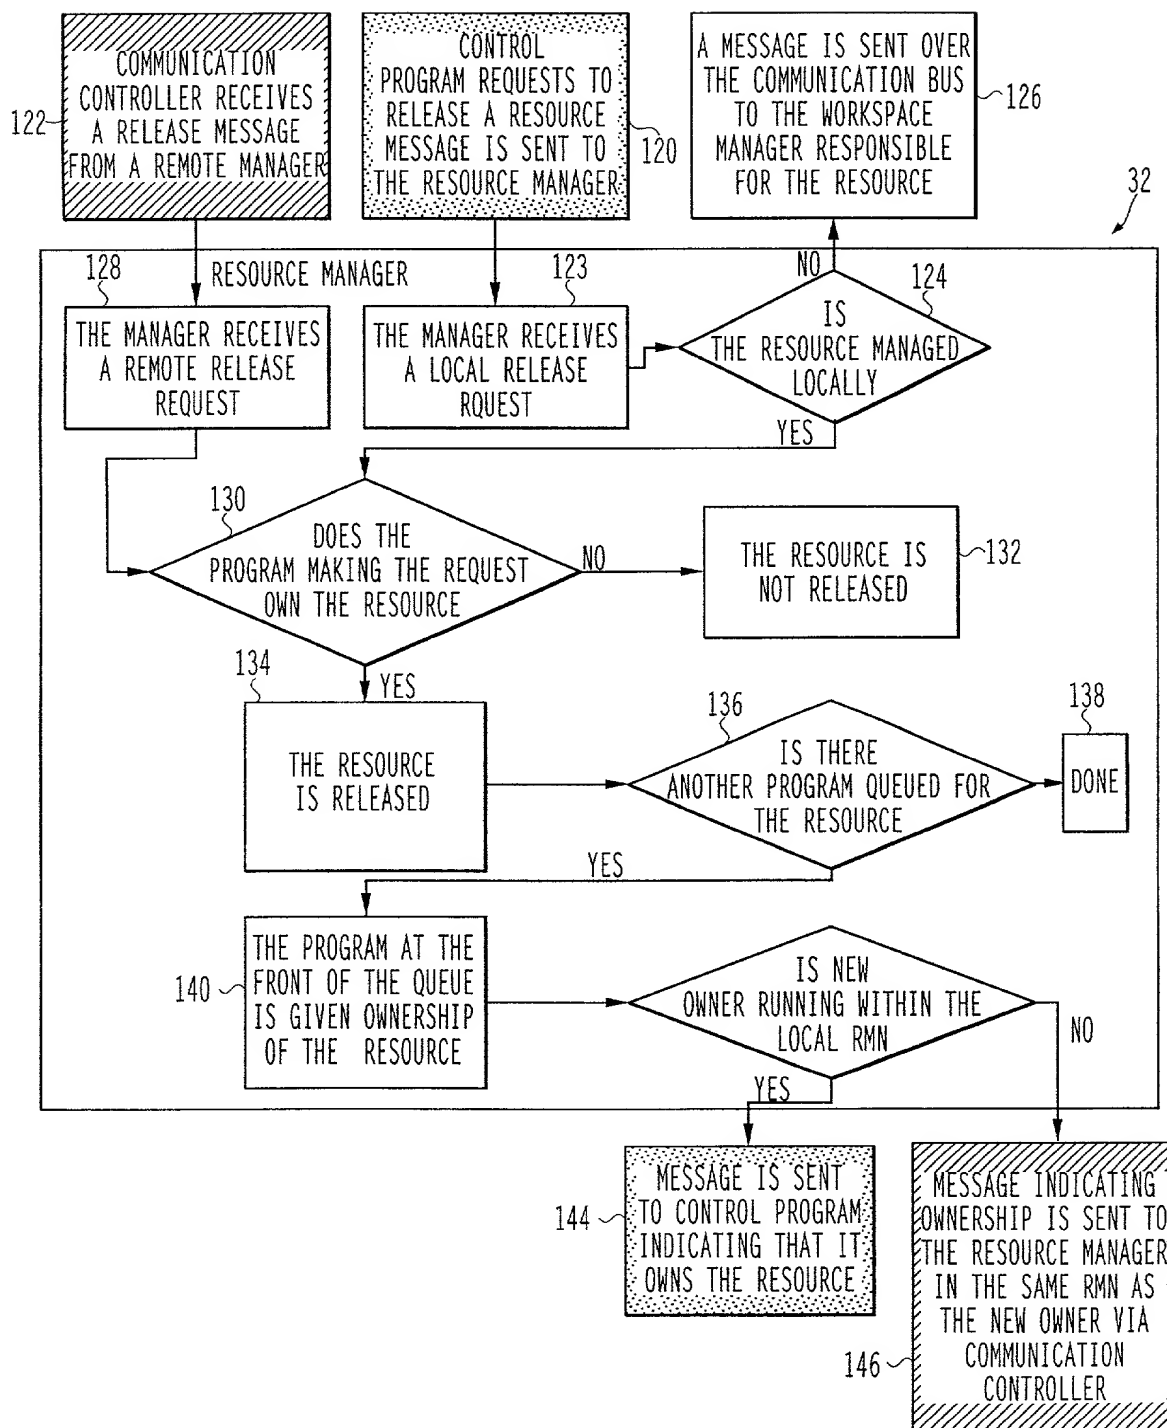 COMMUNICATION
CONTROLLER RECEIVES
A RELEASE MESSAGE
FROM A REMOTE MANAGER
122
CONTROL
PROGRAM REQUESTS TO
RELEASE A RESOURCE
MESSAGE IS SENT TO
THE RESOURCE MANAGER
120
A MESSAGE IS SENT OVER
THE COMMUNICATION BUS
TO THE WORKSPACE
MANAGER RESPONSIBLE
FOR THE RESOURCE
126
32
RESOURCE MANAGER
128
THE MANAGER RECEIVES
A REMOTE RELEASE
REQUEST
123
THE MANAGER RECEIVES
A LOCAL RELEASE
RQUEST
NO
124
IS
THE RESOURCE MANAGED
LOCALLY
YES
130
DOES THE
PROGRAM MAKING THE REQUEST
OWN THE RESOURCE
NO
THE RESOURCE IS
NOT RELEASED
132
YES
134
THE RESOURCE
IS RELEASED
136
IS THERE
ANOTHER PROGRAM QUEUED FOR
THE RESOURCE
138
DONE
YES
140
THE PROGRAM AT THE
FRONT OF THE QUEUE
IS GIVEN OWNERSHIP
OF THE RESOURCE
IS NEW
OWNER RUNNING WITHIN THE
LOCAL RMN
NO
YES
144
MESSAGE IS SENT
TO CONTROL PROGRAM
INDICATING THAT IT
OWNS THE RESOURCE
146
MESSAGE INDICATING
OWNERSHIP IS SENT TO
THE RESOURCE MANAGER
IN THE SAME RMN AS
THE NEW OWNER VIA
COMMUNICATION
CONTROLLER